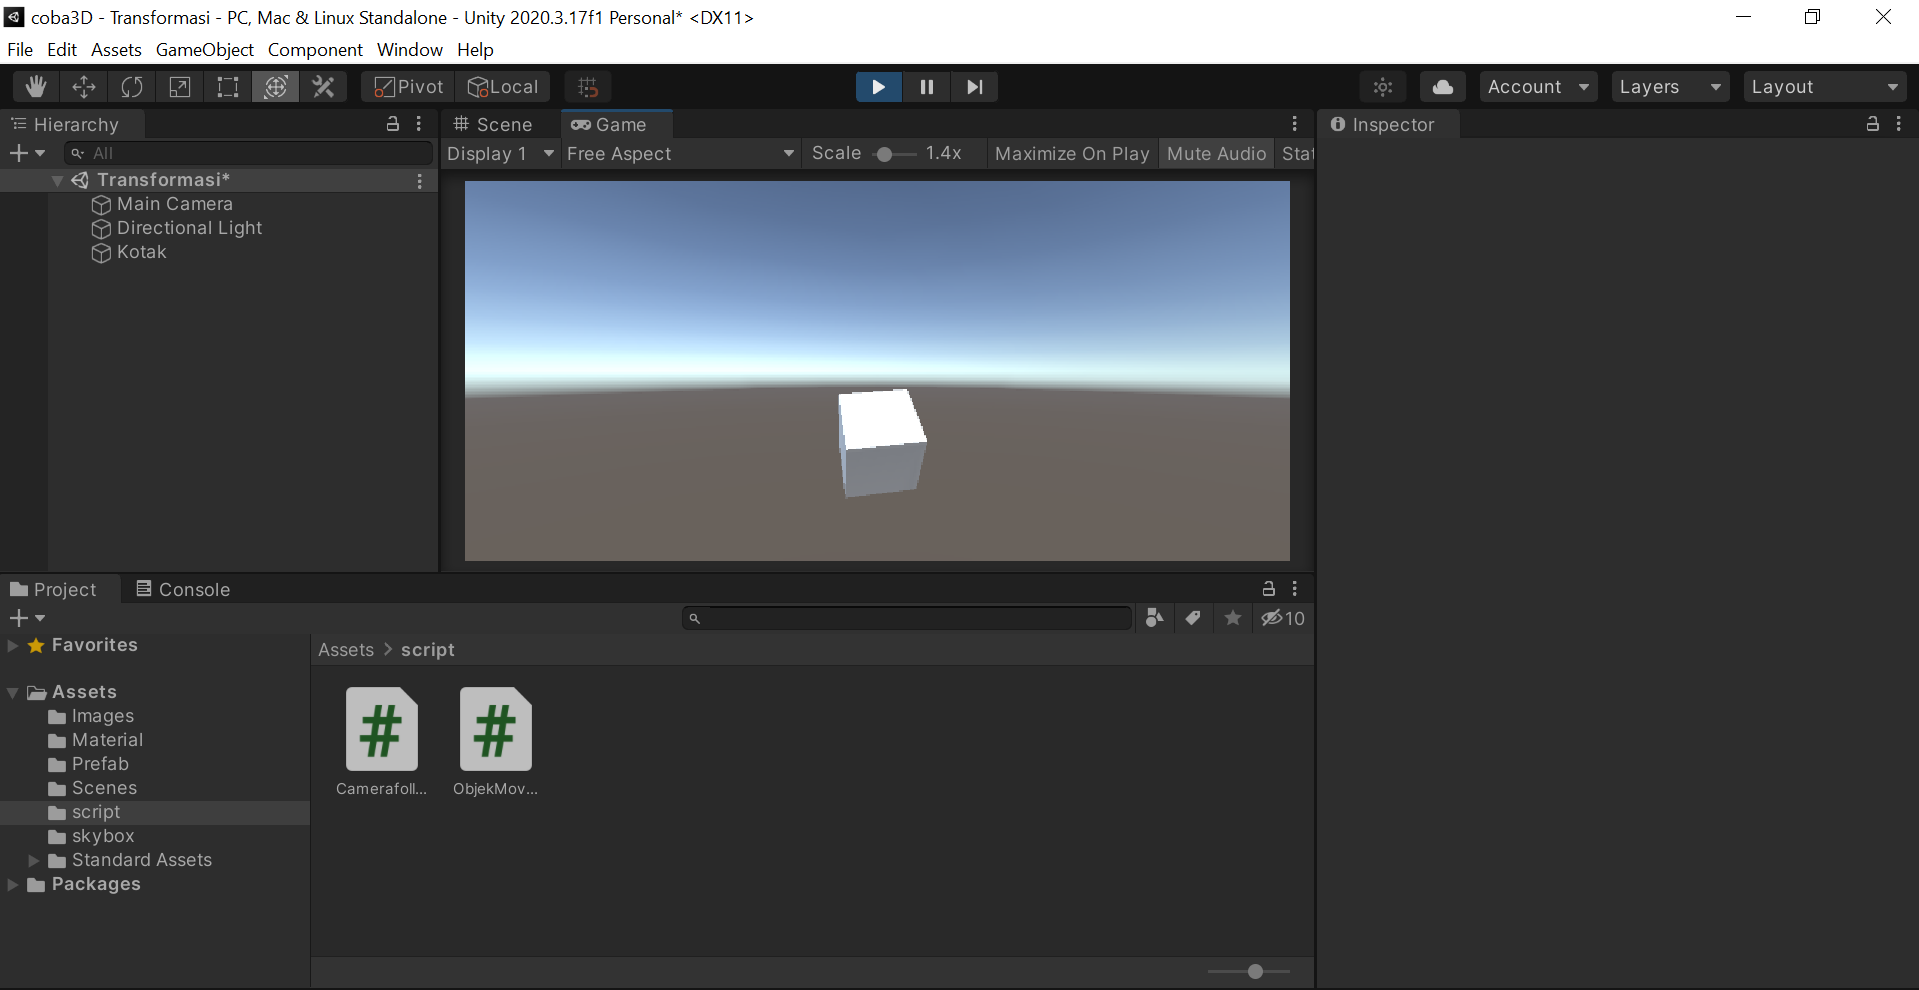 coba3D - Transformasi - PC, Mac & Linux Standalone - Unity 2020.3.17f1 Personal* <DX11>
File Edit Assets GameObject Component Window Help
Pivot Local Account Layers Layout
Hierarchy
All
Transformasi*
Main Camera
Directional Light
Kotak
Scene Game
Display 1 Free Aspect Scale 1.4x Maximize On Play Mute Audio Stat
Inspector
Project Console
10
Favorites
Assets
Images
Material
Prefab
Scenes
script
skybox
Standard Assets
Packages
Assets > script
Camerafoll... ObjekMov...